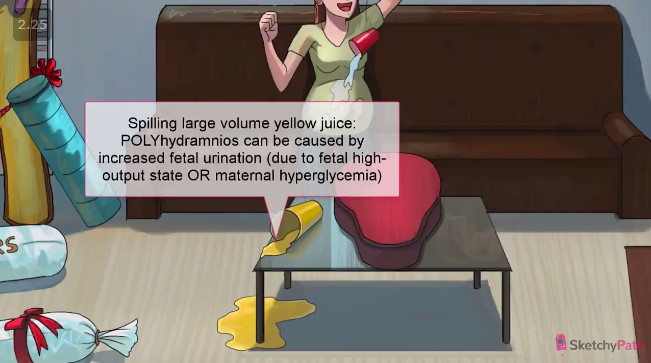 2.25
Spilling large volume yellow juice:
POLYhydramnios can be caused by
increased fetal urination (due to fetal high-
output state OR maternal hyperglycemia)
RS
SketchyPath